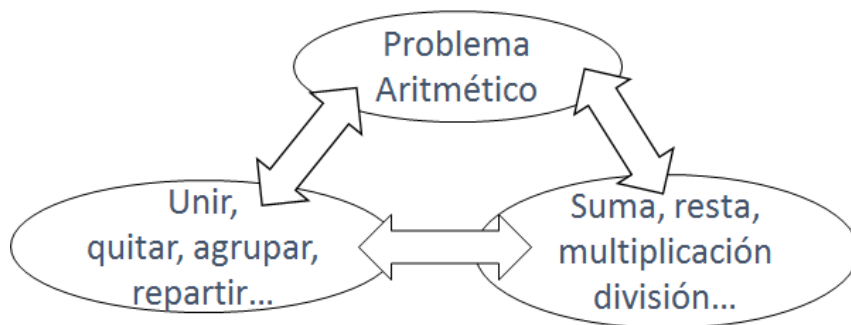 Problema
Aritmético
Unir,
quitar, agrupar,
repartir...
Suma, resta,
multiplicación
división...